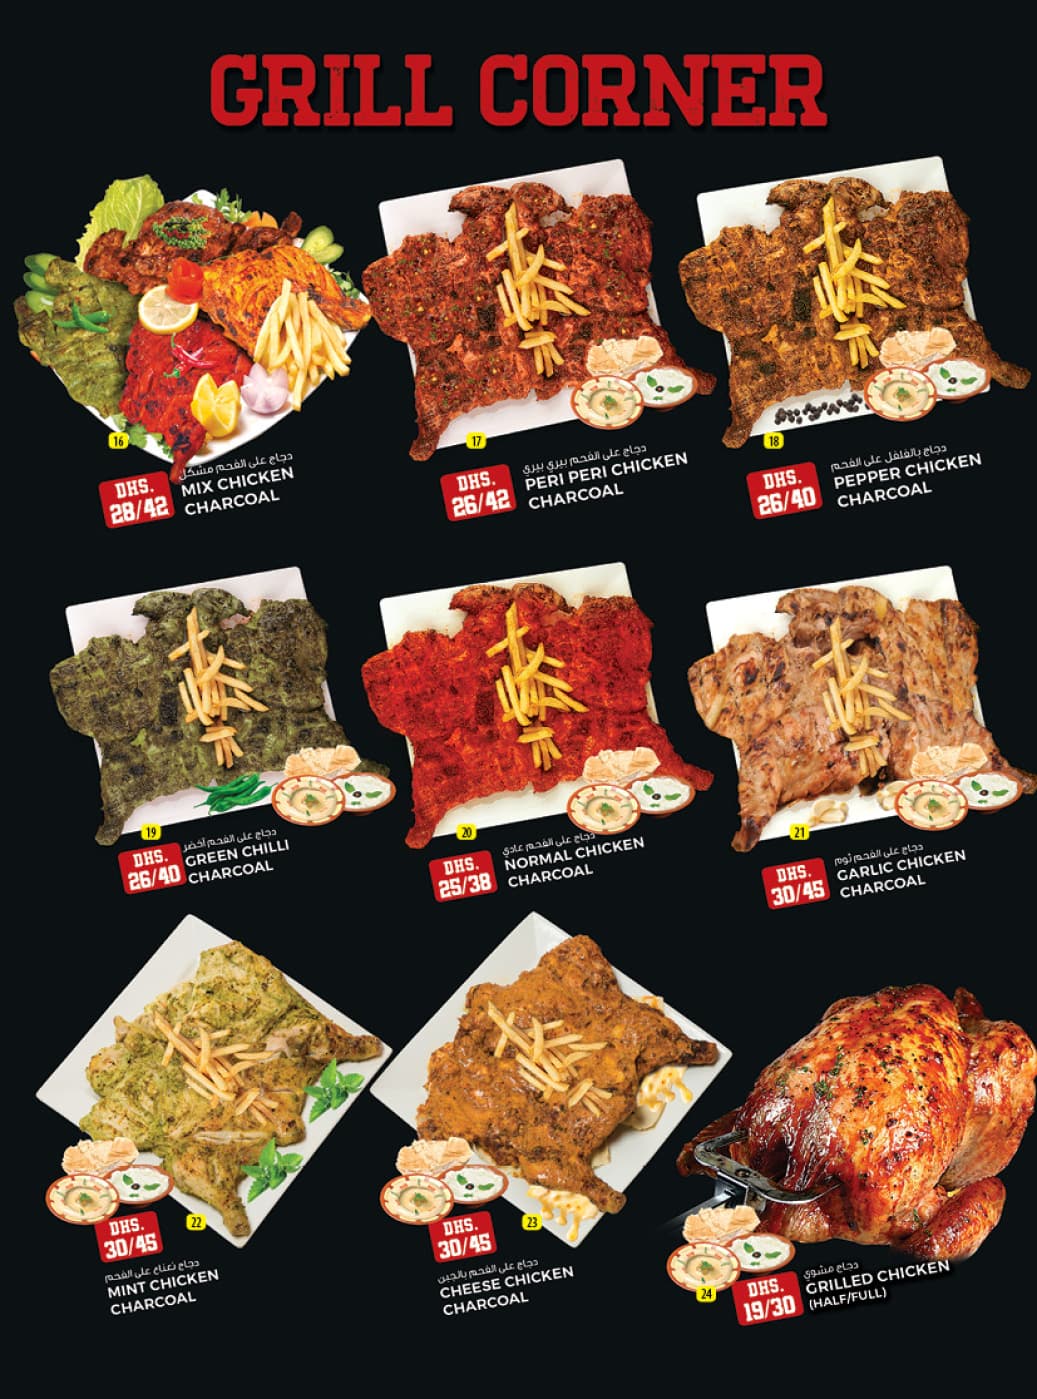 GRILL CORNER
16
DHS.
28/42
دجاج على الفحم مشكل
MIX CHICKEN
CHARCOAL
17
DHS.
26/42
دجاج على الفحم بيري بيري
PERI PERI CHICKEN
CHARCOAL
18
DHS.
26/40
دجاج بالفلفل على الفحم
PEPPER CHICKEN
CHARCOAL
19
DHS.
26/40
دجاج على الفحم أخضر
GREEN CHILLI
CHARCOAL
20
DHS.
25/38
دجاج على الفحم عادي
NORMAL CHICKEN
CHARCOAL
21
DHS.
30/45
دجاج على الفحم ثوم
GARLIC CHICKEN
CHARCOAL
22
DHS.
30/45
دجاج نعناع على الفحم
MINT CHICKEN
CHARCOAL
23
DHS.
30/45
دجاج على الفحم بالجبن
CHEESE CHICKEN
CHARCOAL
24
DHS.
19/30
دجاج مشوي
GRILLED CHICKEN
(HALF/FULL)